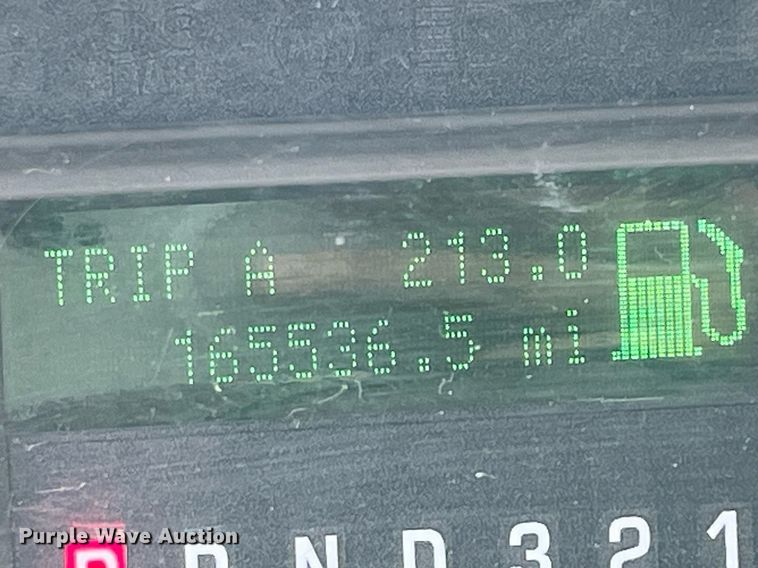 TRIP A 213.0
165536.5 mi
Purple Wave Auction
P R N D 3 2 1